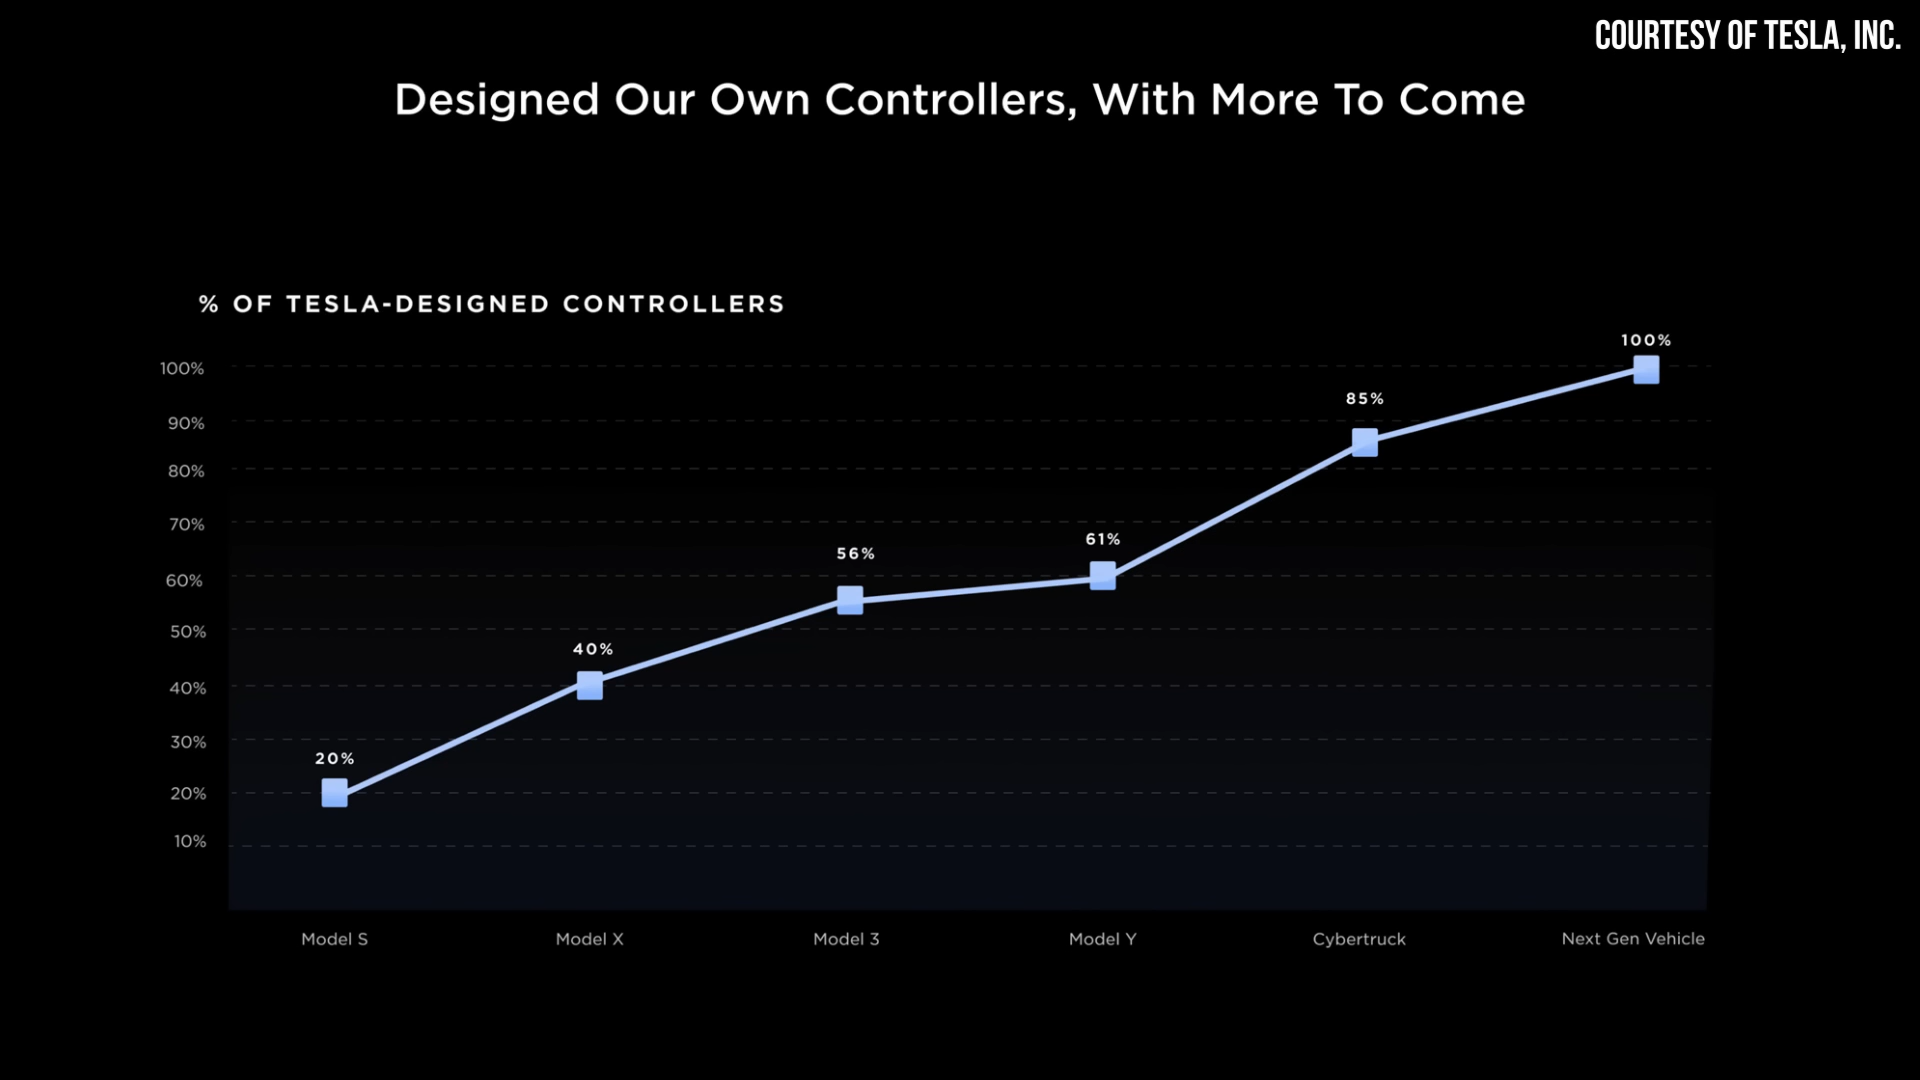 COURTESY OF TESLA, INC.
Designed Our Own Controllers, With More To Come
% OF TESLA-DESIGNED CONTROLLERS
100%
90%
80%
70%
60%
50%
40%
30%
20%
10%
20%
40%
56%
61%
85%
100%
Model S
Model X
Model 3
Model Y
Cybertruck
Next Gen Vehicle